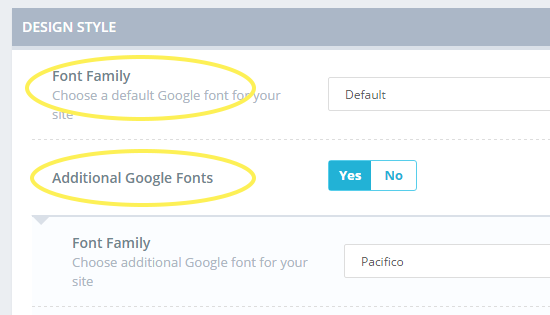 DESIGN STYLE
Font Family
Choose a default Google font for your
site
Default
Additional Google Fonts
Yes No
Font Family
Choose additional Google font for your
site
Pacifico